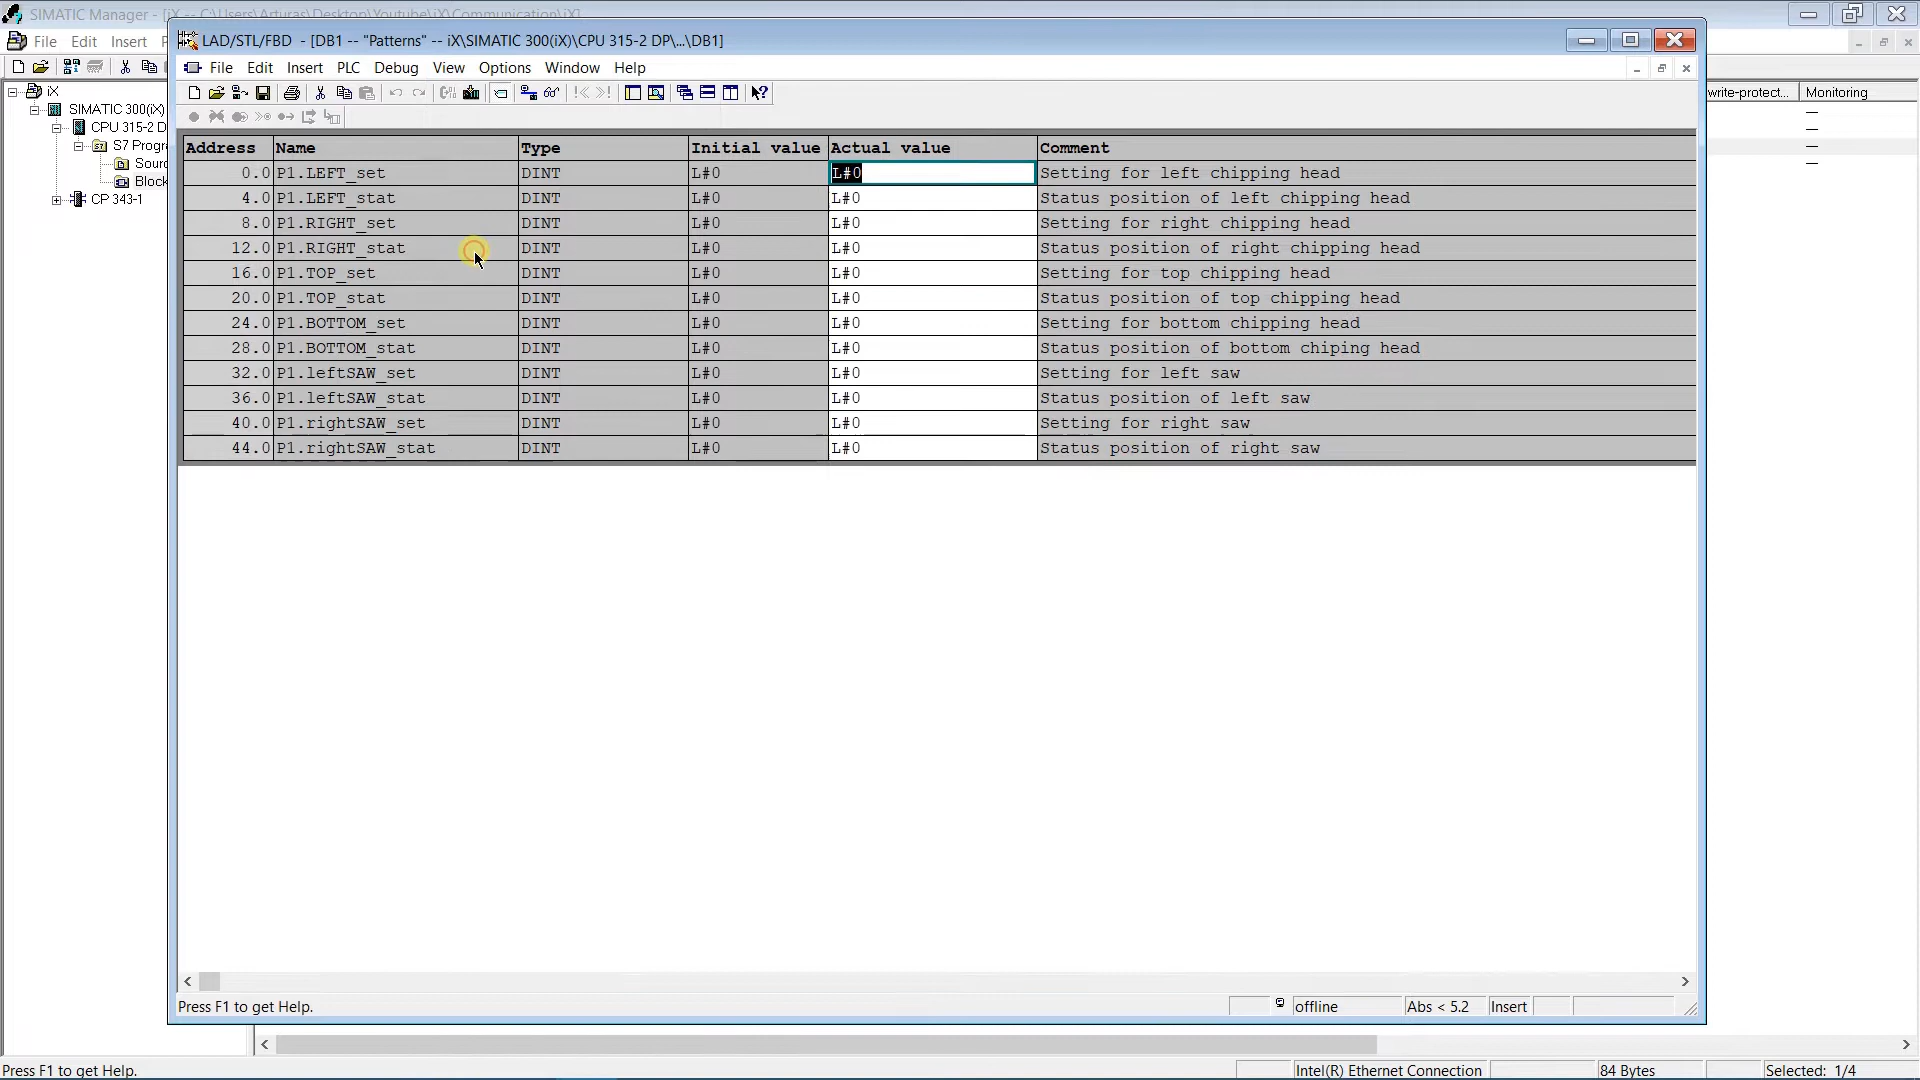 SIMATIC Manager - [iX -- C:\Users\Arturas\Desktop\Youtube\iX\Communication\iX]
File Edit Insert
LAD/STL/FBD - [DB1 -- "Patterns" -- iX\SIMATIC 300(iX)\CPU 315-2 DP\...\DB1]
File Edit Insert PLC Debug View Options Window Help
iX
SIMATIC 300(iX)
CPU 315-2 D
S7 Progr
Sourc
Block
CP 343-1
write-protect... Monitoring
Address Name Type Initial value Actual value Comment
0.0 P1.LEFT_set DINT L#0 L#0 Setting for left chipping head
4.0 P1.LEFT_stat DINT L#0 L#0 Status position of left chipping head
8.0 P1.RIGHT_set DINT L#0 L#0 Setting for right chipping head
12.0 P1.RIGHT_stat DINT L#0 L#0 Status position of right chipping head
16.0 P1.TOP_set DINT L#0 L#0 Setting for top chipping head
20.0 P1.TOP_stat DINT L#0 L#0 Status position of top chipping head
24.0 P1.BOTTOM_set DINT L#0 L#0 Setting for bottom chipping head
28.0 P1.BOTTOM_stat DINT L#0 L#0 Status position of bottom chiping head
32.0 P1.leftSAW_set DINT L#0 L#0 Setting for left saw
36.0 P1.leftSAW_stat DINT L#0 L#0 Status position of left saw
40.0 P1.rightSAW_set DINT L#0 L#0 Setting for right saw
44.0 P1.rightSAW_stat DINT L#0 L#0 Status position of right saw
Press F1 to get Help. offline Abs < 5.2 Insert
Press F1 to get Help. Intel(R) Ethernet Connection 84 Bytes Selected: 1/4